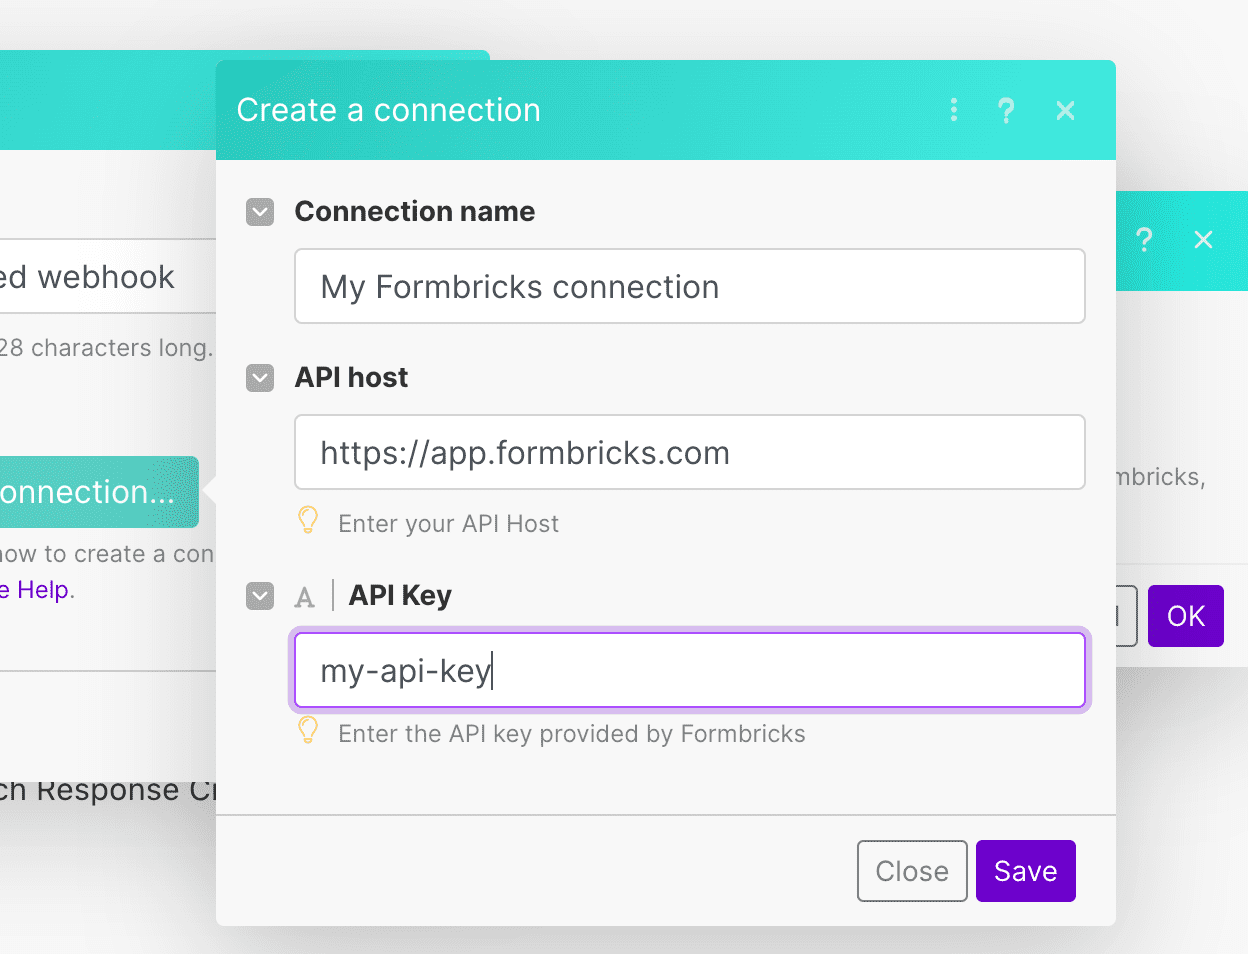 Create a connection
?
Connection name
?
ed webhook
My Formbricks connection
28 characters long.
API host
https://app.formbricks.com
mbricks,
onnection...
Enter your API Host
now to create a con
e Help.
A | API Key
OK
my-api-key
Enter the API key provided by Formbricks
ch Response Cr
Close
Save